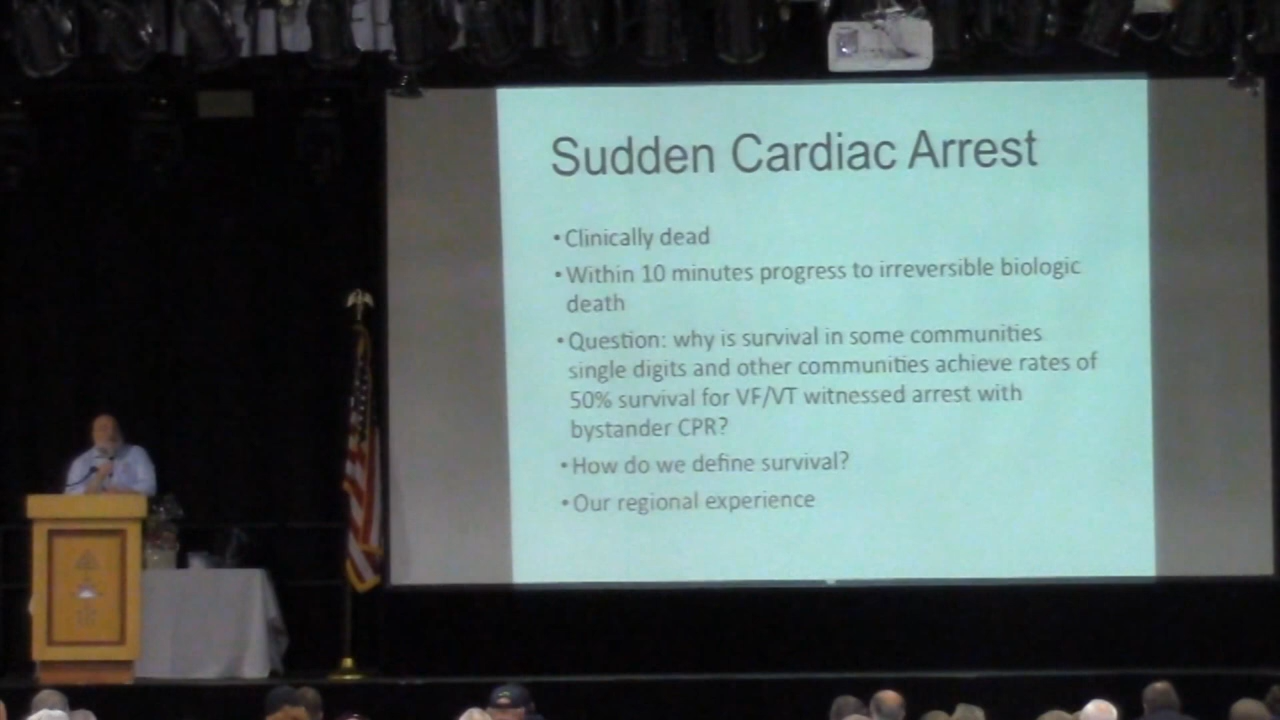 Sudden Cardiac Arrest
• Clinically dead
• Within 10 minutes progress to irreversible biologic
death
• Question: why is survival in some communities
single digits and other communities achieve rates of
50% survival for VF/VT witnessed arrest with
bystander CPR?
• How do we define survival?
• Our regional experience